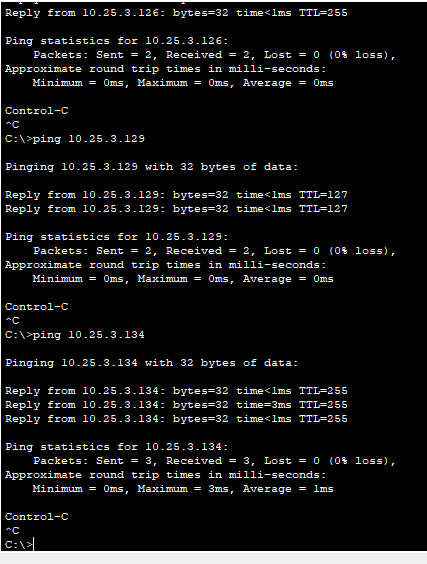 Reply from 10.25.3.126: bytes=32 time<1ms TTL=255
Ping statistics for 10.25.3.126:
Packets: Sent = 2, Received = 2, Lost = 0 (0% loss),
Approximate round trip times in milli-seconds:
Minimum = 0ms, Maximum = 0ms, Average = 0ms
Control-C
^C
C:\>ping 10.25.3.129
Pinging 10.25.3.129 with 32 bytes of data:
Reply from 10.25.3.129: bytes=32 time<1ms TTL=127
Reply from 10.25.3.129: bytes=32 time<1ms TTL=127
Ping statistics for 10.25.3.129:
Packets: Sent = 2, Received = 2, Lost = 0 (0% loss),
Approximate round trip times in milli-seconds:
Minimum = 0ms, Maximum = 0ms, Average = 0ms
Control-C
^C
C:\>ping 10.25.3.134
Pinging 10.25.3.134 with 32 bytes of data:
Reply from 10.25.3.134: bytes=32 time<1ms TTL=255
Reply from 10.25.3.134: bytes=32 time=3ms TTL=255
Reply from 10.25.3.134: bytes=32 time<1ms TTL=255
Ping statistics for 10.25.3.134:
Packets: Sent = 3, Received = 3, Lost = 0 (0% loss),
Approximate round trip times in milli-seconds:
Minimum = 0ms, Maximum = 3ms, Average = 1ms
Control-C
^C
C:\>